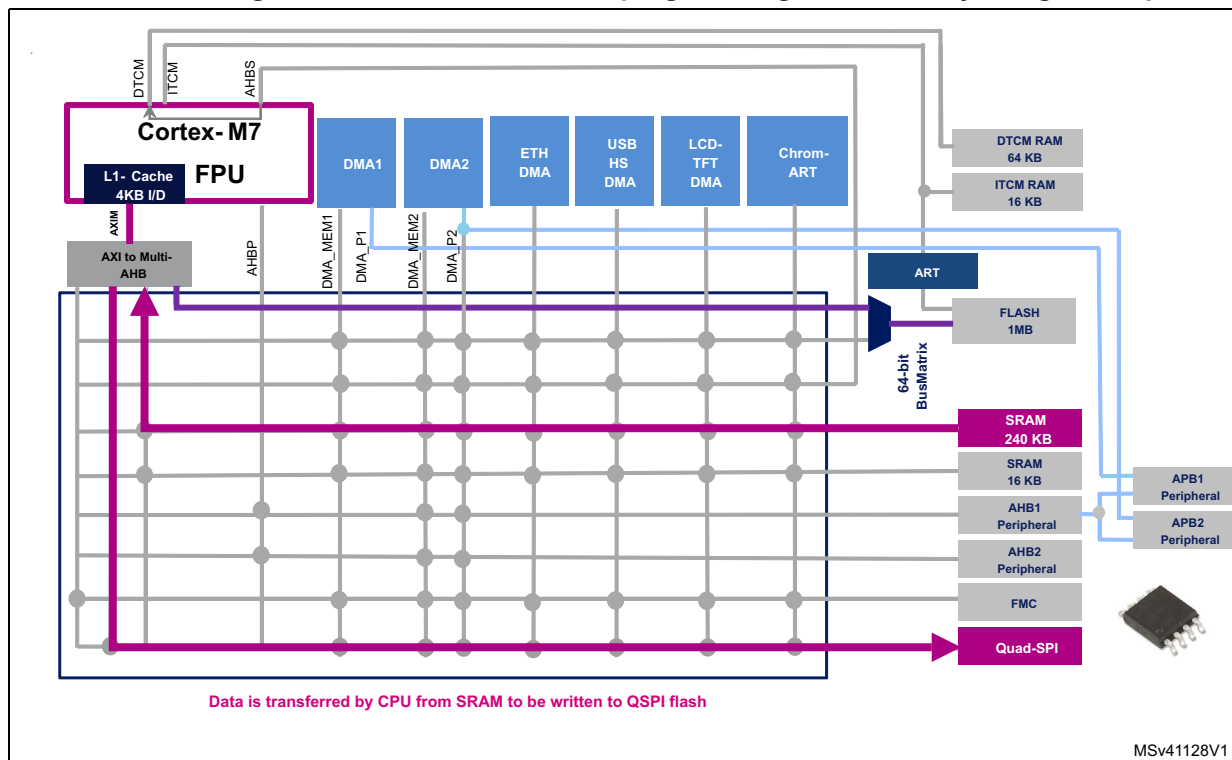 DTCM
ITCM
AHBS
Cortex- M7
FPU
L1- Cache
4KB I/D
DMA1
DMA2
ETH
DMA
USB
HS
DMA
LCD-
TFT
DMA
Chrom-
ART
DTCM RAM
64 KB
ITCM RAM
16 KB
AXIM
AXI to Multi-
AHB
AHBP
DMA_MEM1
DMA_P1
DMA_MEM2
DMA_P2
ART
FLASH
1MB
64-bit
BusMatrix
SRAM
240 KB
SRAM
16 KB
AHB1
Peripheral
APB1
Peripheral
APB2
Peripheral
AHB2
Peripheral
FMC
Quad-SPI
Data is transferred by CPU from SRAM to be written to QSPI flash
MSv41128V1